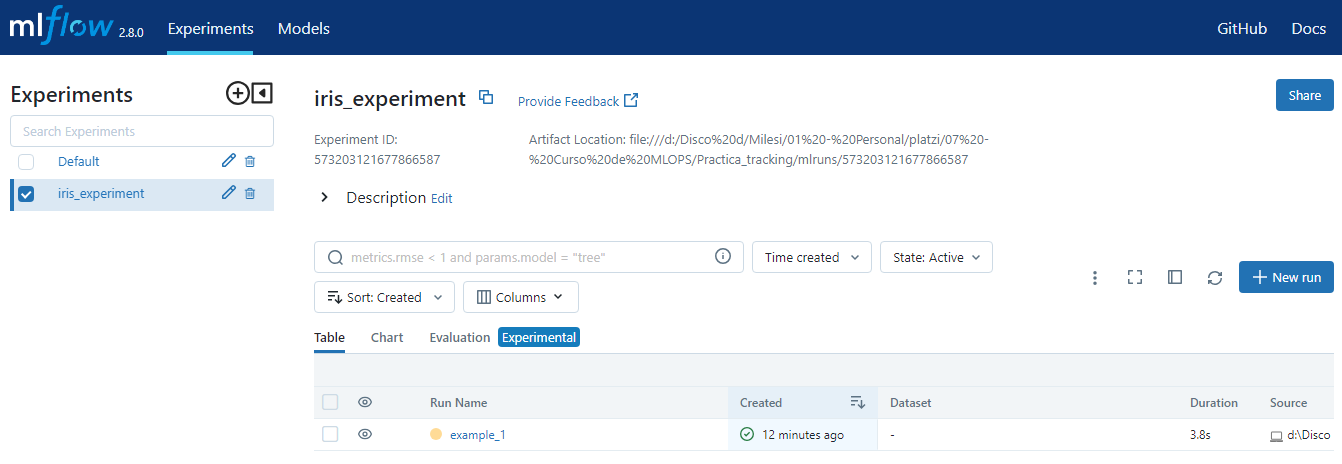 mlflow 2.8.0 Experiments Models GitHub Docs
Experiments
Search Experiments
Default
iris_experiment
iris_experiment Provide Feedback Share
Experiment ID:
573203121677866587
Artifact Location: file:///d:/Disco%20d/Milesi/01%20-%20Personal/platzi/07%20-
%20Curso%20de%20MLOPS/Practica_tracking/mlruns/573203121677866587
Description Edit
metrics.rmse < 1 and params.model = "tree" Time created State: Active
Sort: Created Columns New run
Table Chart Evaluation Experimental
Run Name Created Dataset Duration Source
example_1 12 minutes ago - 3.8s d:\Disco